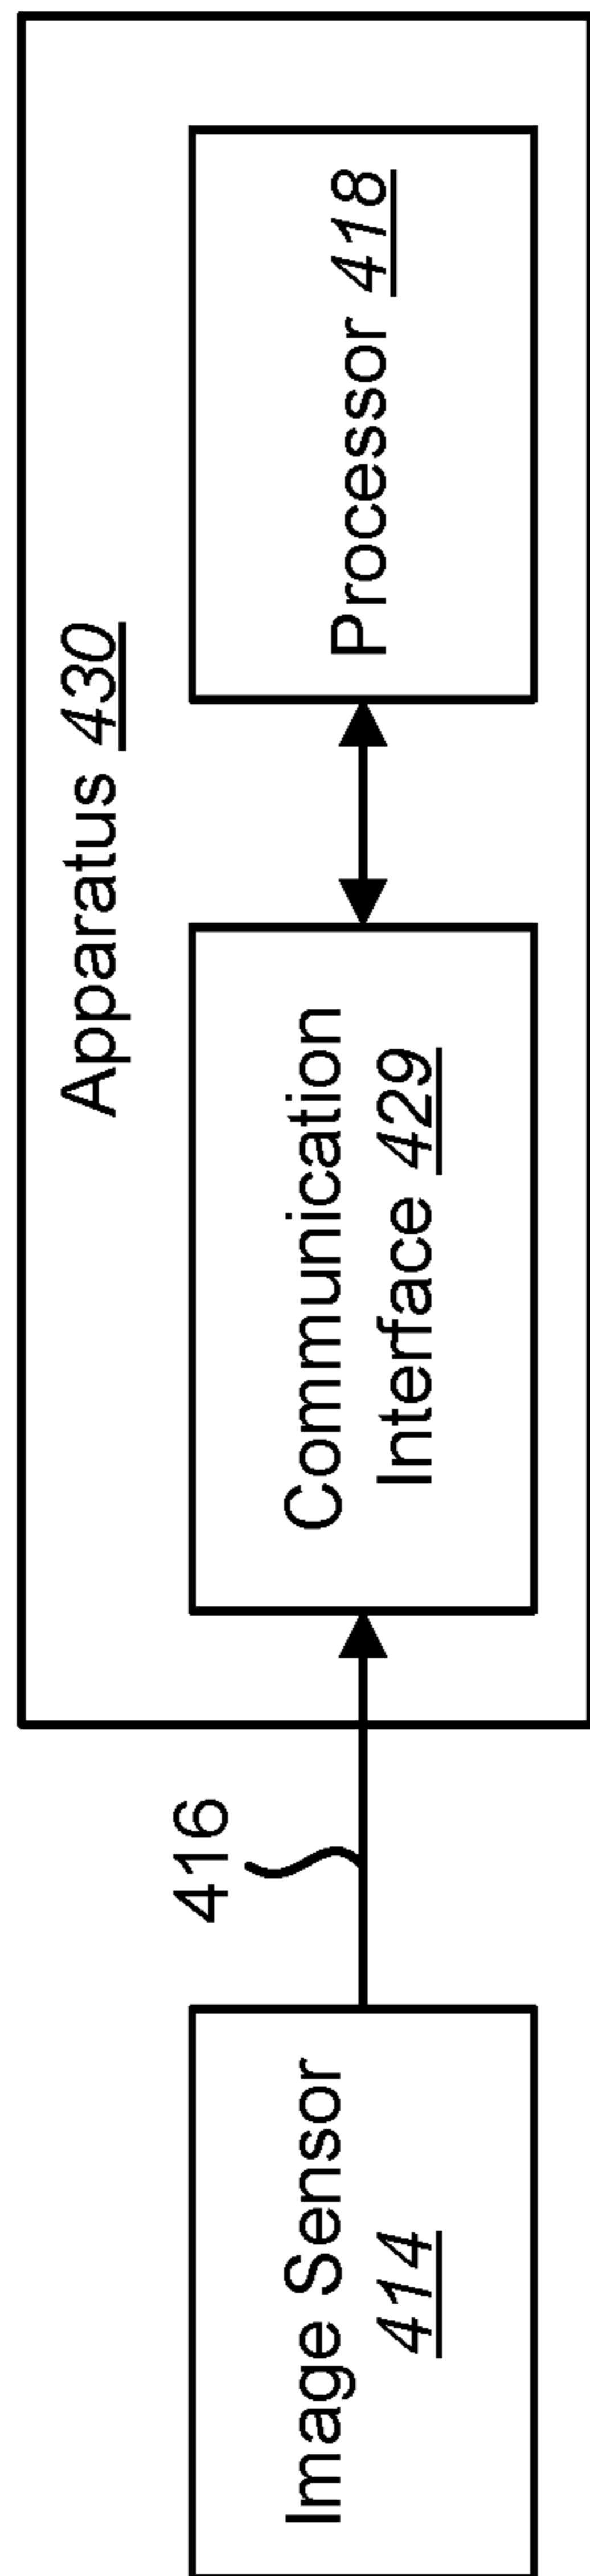 Apparatus 430
Image Sensor
414
416
Communication
Interface 429
Processor 418